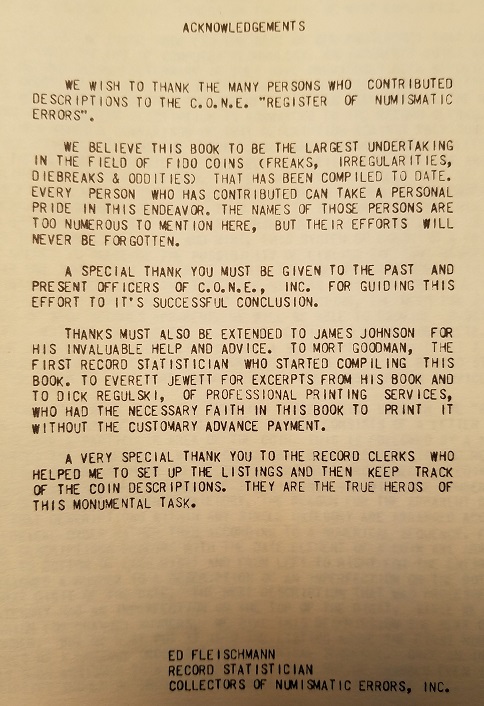 ACKNOWLEDGEMENTS
WE WISH TO THANK THE MANY PERSONS WHO CONTRIBUTED
DESCRIPTIONS TO THE C.O.N.E. "REGISTER OF NUMISMATIC
ERRORS".
WE BELIEVE THIS BOOK TO BE THE LARGEST UNDERTAKING
IN THE FIELD OF FIDO COINS (FREAKS, IRREGULARITIES,
DIEBREAKS & ODDITIES) THAT HAS BEEN COMPILED TO DATE.
EVERY PERSON WHO HAS CONTRIBUTED CAN TAKE A PERSONAL
PRIDE IN THIS ENDEAVOR. THE NAMES OF THOSE PERSONS ARE
TOO NUMEROUS TO MENTION HERE, BUT THEIR EFFORTS WILL
NEVER BE FORGOTTEN.
A SPECIAL THANK YOU MUST BE GIVEN TO THE PAST AND
PRESENT OFFICERS OF C.O.N.E., INC. FOR GUIDING THIS
EFFORT TO IT'S SUCCESSFUL CONCLUSION.
THANKS MUST ALSO BE EXTENDED TO JAMES JOHNSON FOR
HIS INVALUABLE HELP AND ADVICE. TO MORT GOODMAN, THE
FIRST RECORD STATISTICIAN WHO STARTED COMPILING THIS
BOOK. TO EVERETT JEWETT FOR EXCERPTS FROM HIS BOOK AND
TO DICK REGULSKI, OF PROFESSIONAL PRINTING SERVICES,
WHO HAD THE NECESSARY FAITH IN THIS BOOK TO PRINT IT
WITHOUT THE CUSTOMARY ADVANCE PAYMENT.
A VERY SPECIAL THANK YOU TO THE RECORD CLERKS WHO
HELPED ME TO SET UP THE LISTINGS AND THEN KEEP TRACK
OF THE COIN DESCRIPTIONS. THEY ARE THE TRUE HEROS OF
THIS MONUMENTAL TASK.
ED FLEISCHMANN
RECORD STATISTICIAN
COLLECTORS OF NUMISMATIC ERRORS, INC.